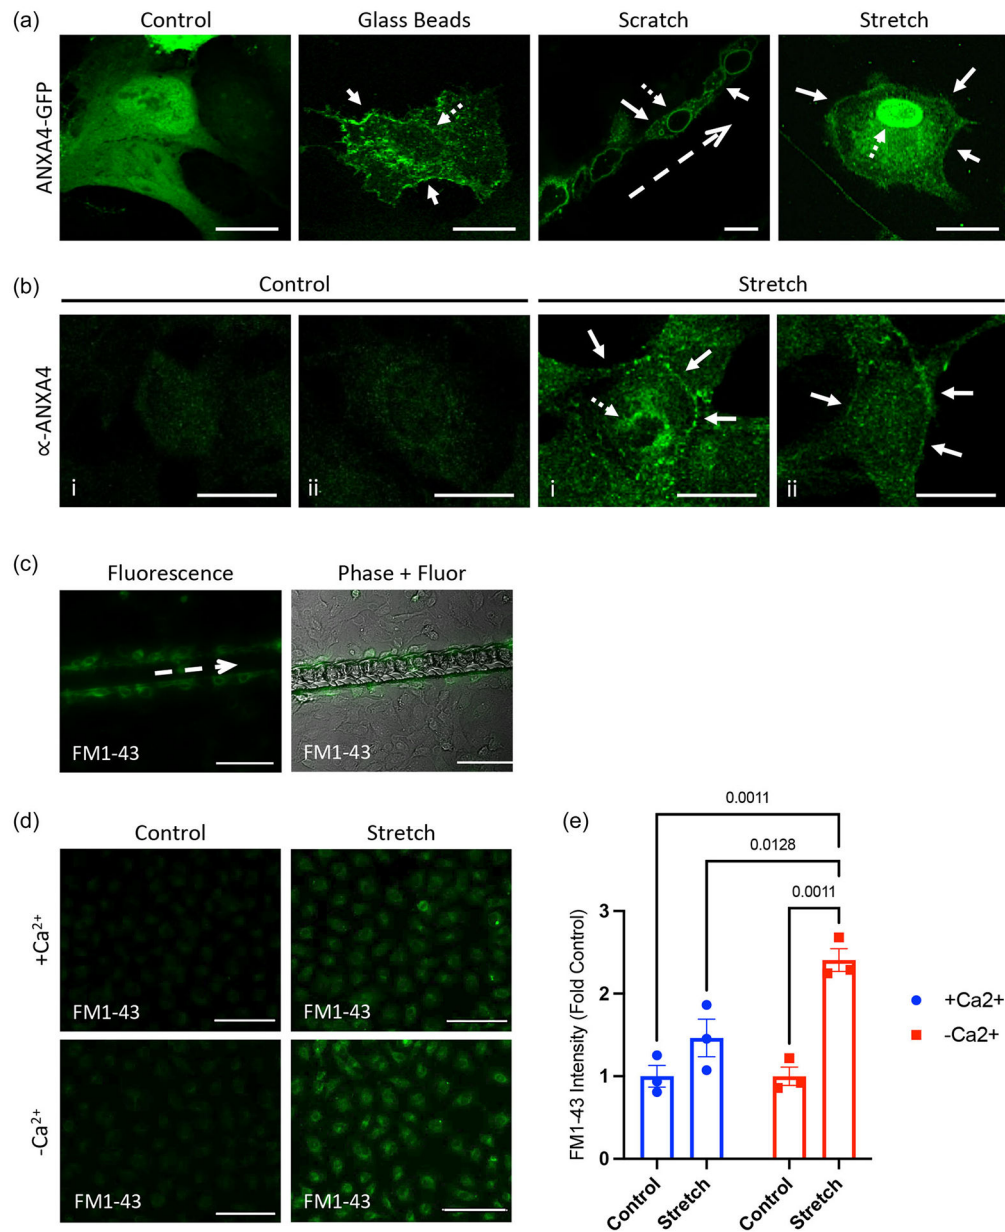 (a)
Control
Glass Beads
Scratch
Stretch
ANXA4-GFP
(b)
Control
Stretch
∝-ANXA4
i
ii
i
ii
(c)
Fluorescence
Phase + Fluor
FM1-43
FM1-43
(d)
Control
Stretch
+Ca²⁺
FM1-43
FM1-43
-Ca²⁺
FM1-43
FM1-43
(e)
0.0011
0.0128
0.0011
FM1-43 Intensity (Fold Control)
3
2
1
0
Control
Stretch
Control
Stretch
+Ca2+
-Ca2+